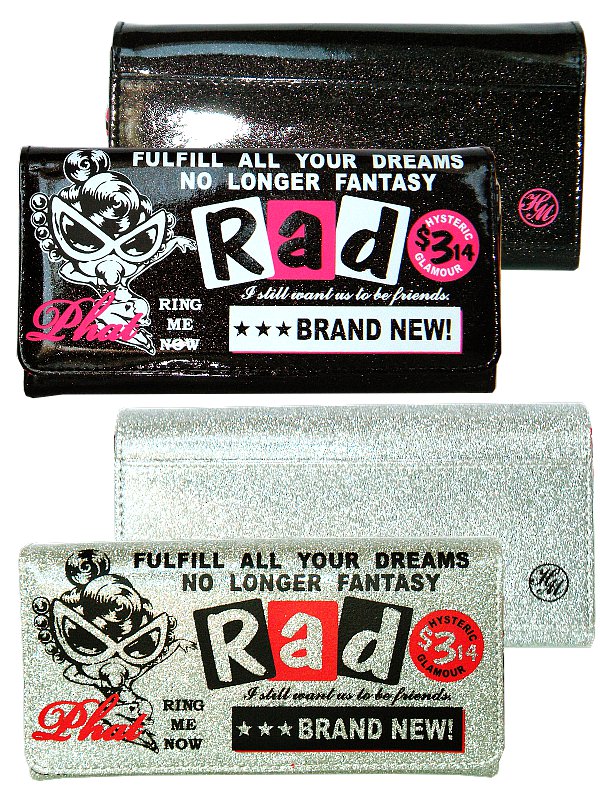 HM
FULFILL ALL YOUR DREAMS
NO LONGER FANTASY
Rad
HYSTERIC
$3.14
GLAMOUR
I still want us to be friends.
Phat
RING
ME
NOW
★★★BRAND NEW!
HM
FULFILL ALL YOUR DREAMS
NO LONGER FANTASY
Rad
HYSTERIC
$3.14
GLAMOUR
I still want us to be friends.
Phat
RING
ME
NOW
★★★BRAND NEW!